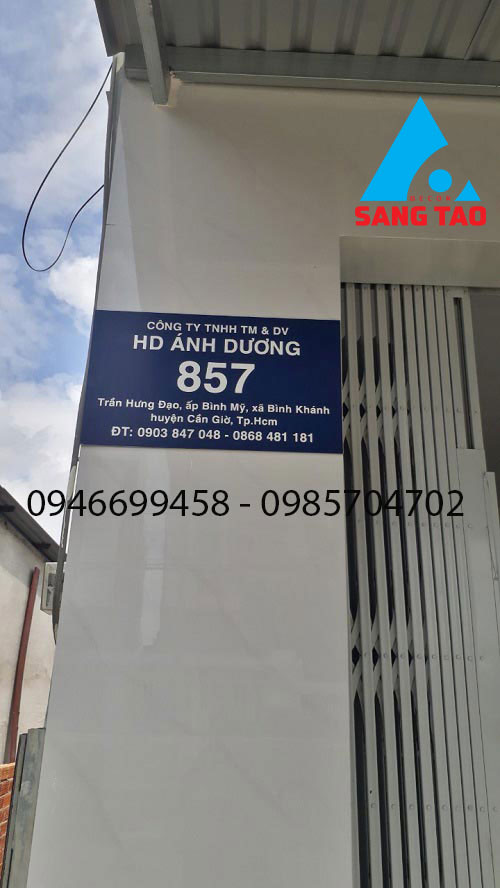 DECOR
SANG TAO
CÔNG TY TNHH TM & DV
HD ÁNH DƯƠNG
857
Trần Hưng Đạo, ấp Bình Mỹ, xã Bình Khánh
huyện Cần Giờ, Tp.Hcm
ĐT: 0903 847 048 - 0868 481 181
0946699458 - 0985704702